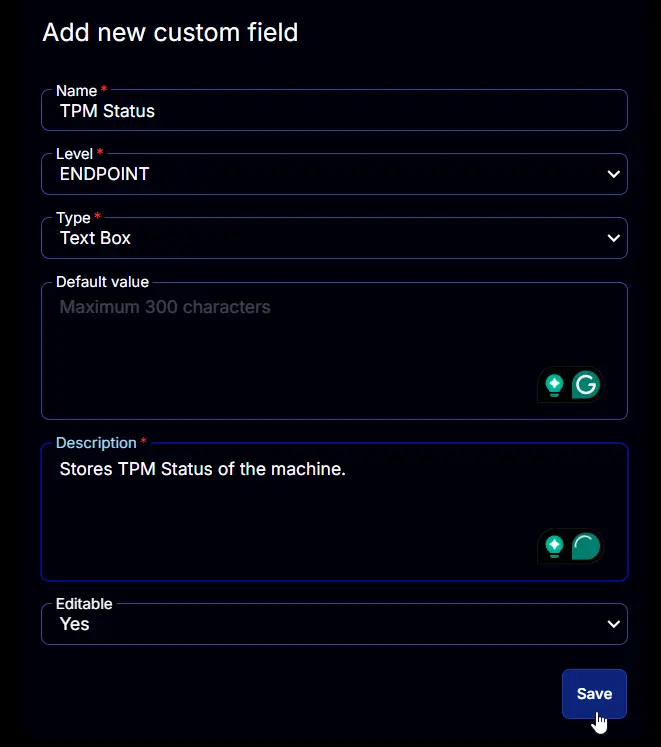 Add new custom field
Name *
TPM Status
Level *
ENDPOINT
Type *
Text Box
Default value
Maximum 300 characters
Description *
Stores TPM Status of the machine.
Editable
Yes
Save